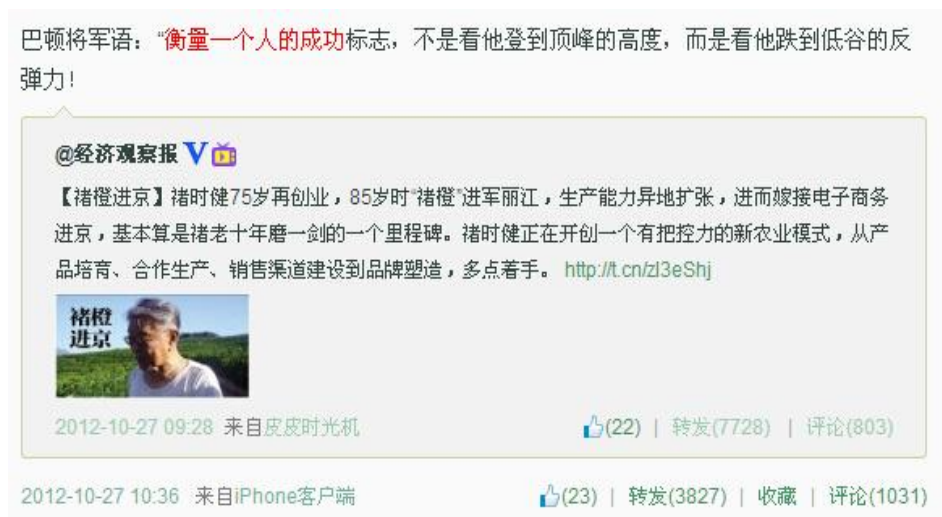 巴顿将军语：“衡量一个人的成功标志，不是看他登到顶峰的高度，而是看他跌到低谷的反
弹力！
@经济观察报 V
【褚橙进京】褚时健75岁再创业，85岁时“褚橙”进军丽江，生产能力异地扩张，进而嫁接电子商务
进京，基本算是褚老十年磨一剑的一个里程碑。褚时健正在开创一个有把控力的新农业模式，从产
品培育、合作生产、销售渠道建设到品牌塑造，多点着手。 http://t.cn/zl3eShj
褚橙
进京
2012-10-27 09:28 来自皮皮时光机 (22) | 转发(7728) | 评论(803)
2012-10-27 10:36 来自iPhone客户端 (23) | 转发(3827) | 收藏 | 评论(1031)